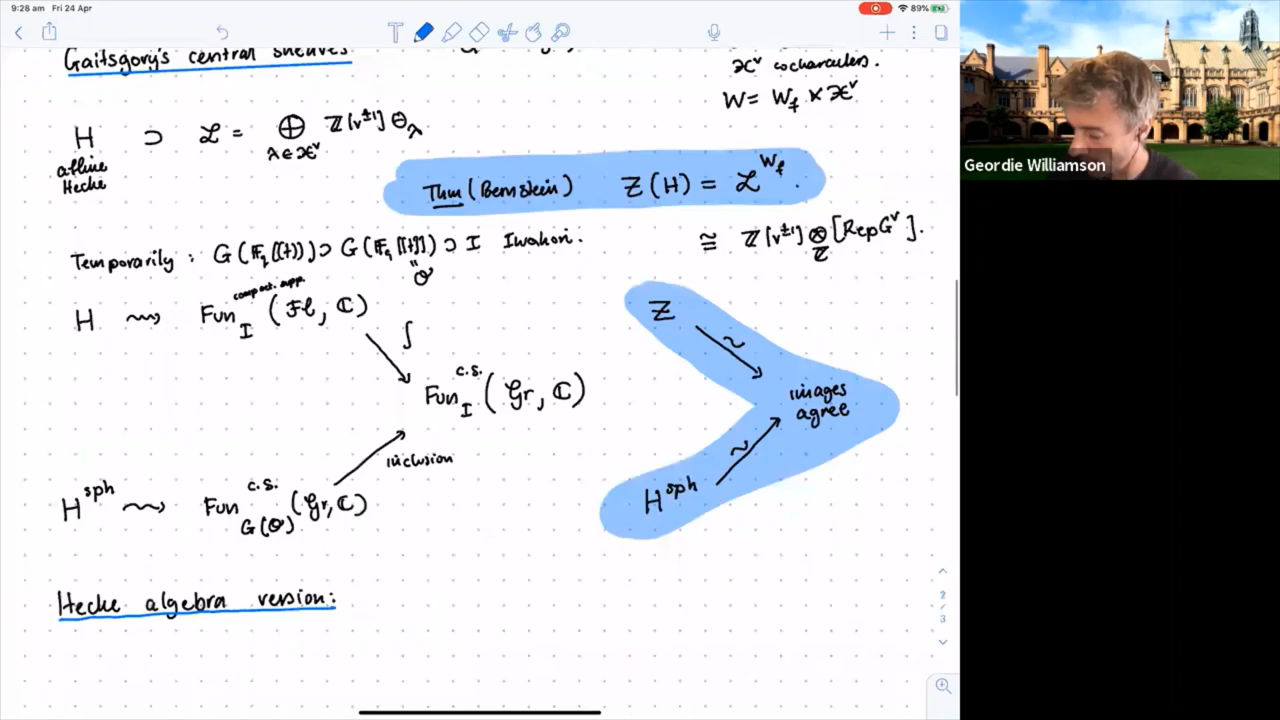 9:28 am Fri 24 Apr
89%
Gaitsgory's central sheaves
𝒳^∨ cocharacters.
W = W_f ⋉ 𝒳^∨
H ⊃ ℒ = ⊕_{λ∈𝒳^∨} ℤ[v^{±1}] Θ_λ
affine
Hecke
Thm (Bernstein) Z(H) = ℒ^{W_f}.
≅ ℤ[v^{±1}] ⊗_ℤ [Rep G^∨].
Temporarily : G(𝔽_q((t))) ⊃ G(𝔽_q[[t]]) ⊃ I Iwahori.
"
𝒪
compact. supp.
H ⇝ Fun_I (Fl, ℂ)
∫
Fun_I^{c.s.} (Gr, ℂ)
inclusion
H^{sph} ⇝ Fun_{G(𝒪)}^{c.s.} (Gr, ℂ)
Z
~
images
agree
~
H^{sph}
Hecke algebra version:
2
/
3
Geordie Williamson